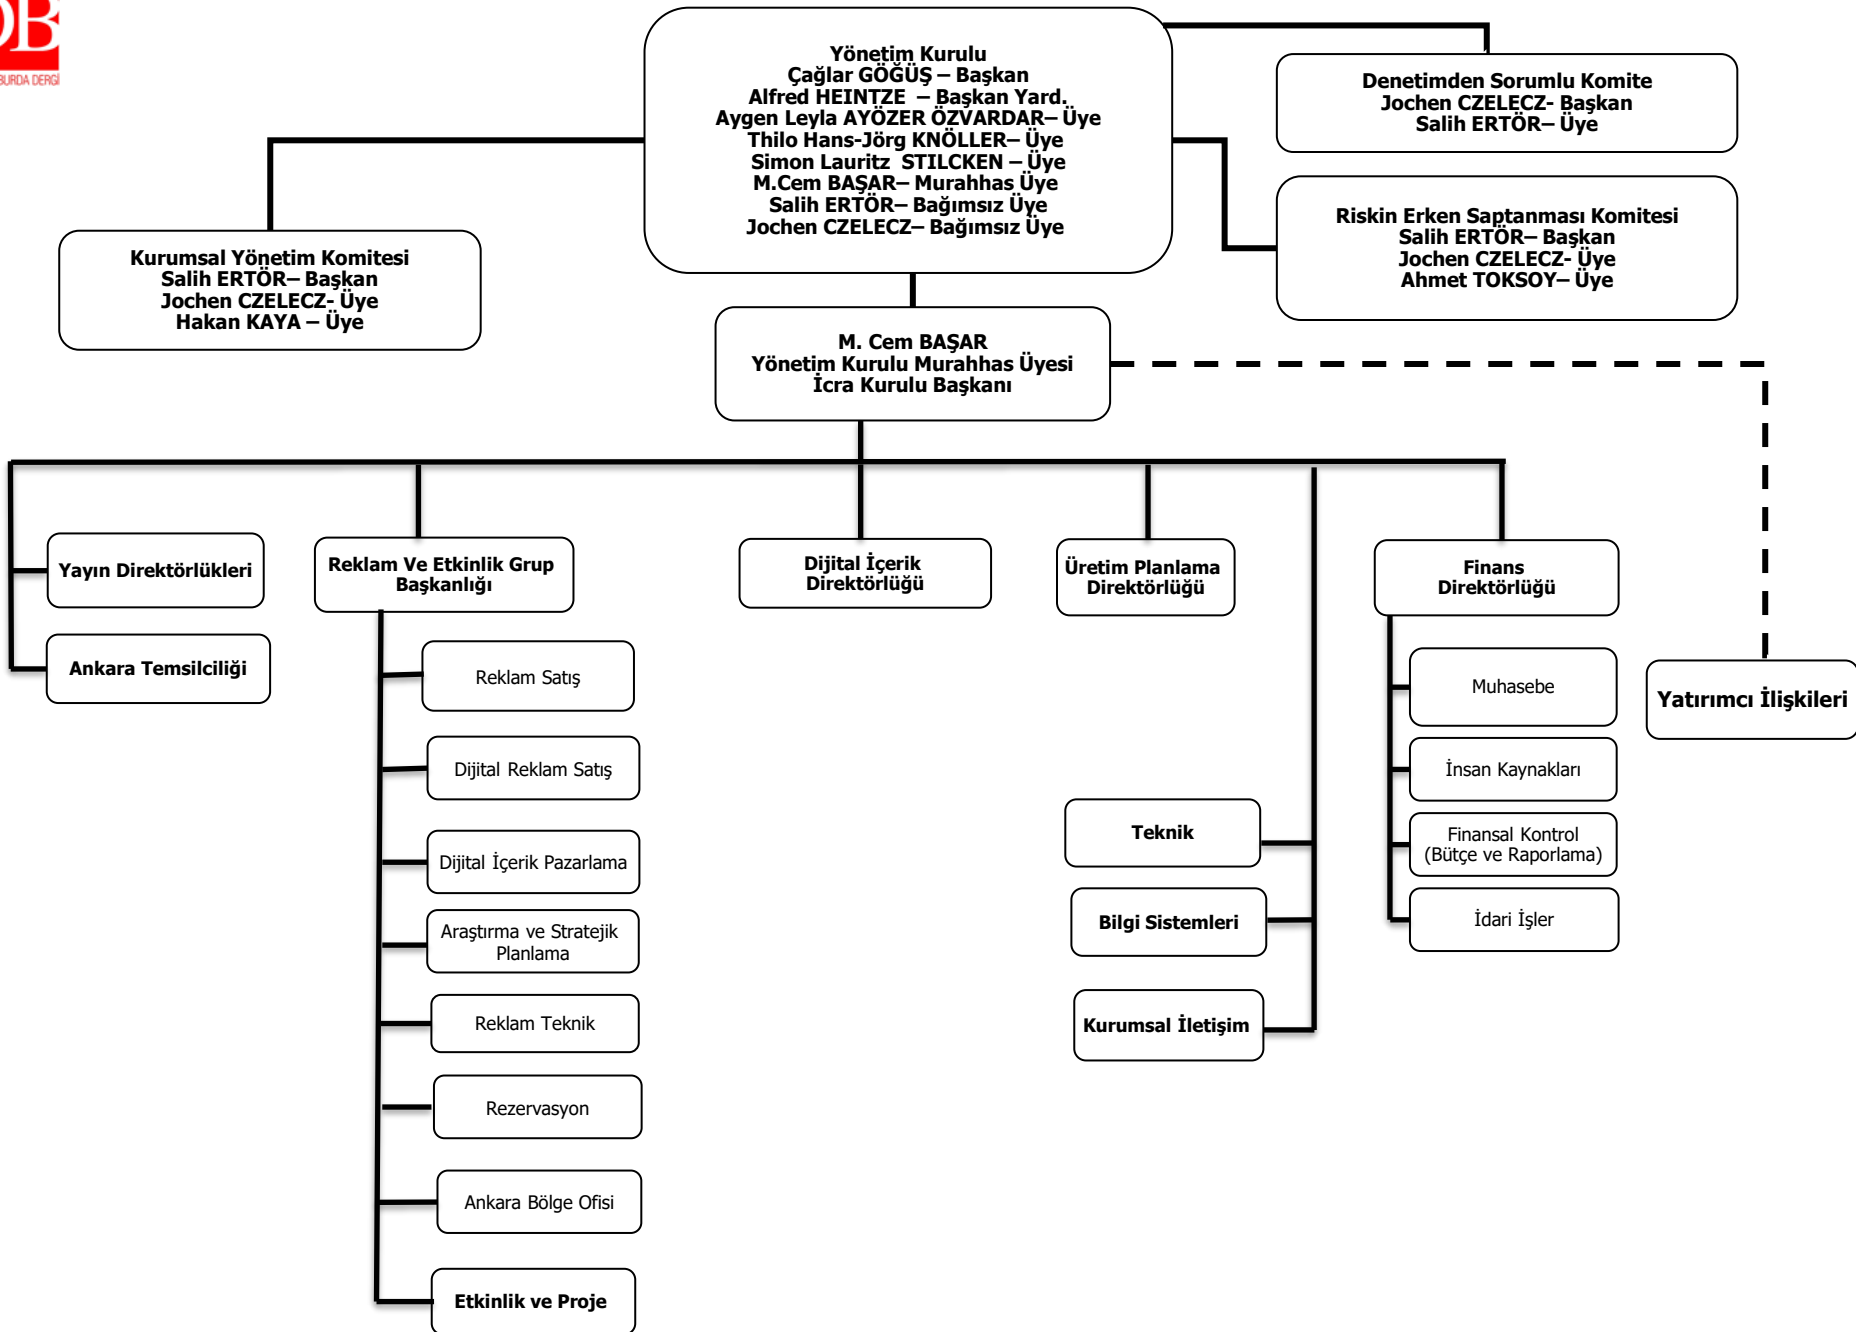 DB
BURDA DERGİ
Yönetim Kurulu
Çağlar GÖĞÜŞ – Başkan
Alfred HEINTZE – Başkan Yard.
Aygen Leyla AYÖZER ÖZVARDAR– Üye
Thilo Hans-Jörg KNÖLLER– Üye
Simon Lauritz STILCKEN – Üye
M.Cem BAŞAR– Murahhas Üye
Salih ERTÖR– Bağımsız Üye
Jochen CZELECZ– Bağımsız Üye
Denetimden Sorumlu Komite
Jochen CZELECZ- Başkan
Salih ERTÖR– Üye
Riskin Erken Saptanması Komitesi
Salih ERTÖR– Başkan
Jochen CZELECZ- Üye
Ahmet TOKSOY– Üye
Kurumsal Yönetim Komitesi
Salih ERTÖR– Başkan
Jochen CZELECZ- Üye
Hakan KAYA – Üye
M. Cem BAŞAR
Yönetim Kurulu Murahhas Üyesi
İcra Kurulu Başkanı
Yayın Direktörlükleri
Ankara Temsilciliği
Reklam Ve Etkinlik Grup
Başkanlığı
Reklam Satış
Dijital Reklam Satış
Dijital İçerik Pazarlama
Araştırma ve Stratejik
Planlama
Reklam Teknik
Rezervasyon
Ankara Bölge Ofisi
Etkinlik ve Proje
Dijital İçerik
Direktörlüğü
Üretim Planlama
Direktörlüğü
Teknik
Bilgi Sistemleri
Kurumsal İletişim
Finans
Direktörlüğü
Muhasebe
İnsan Kaynakları
Finansal Kontrol
(Bütçe ve Raporlama)
İdari İşler
Yatırımcı İlişkileri